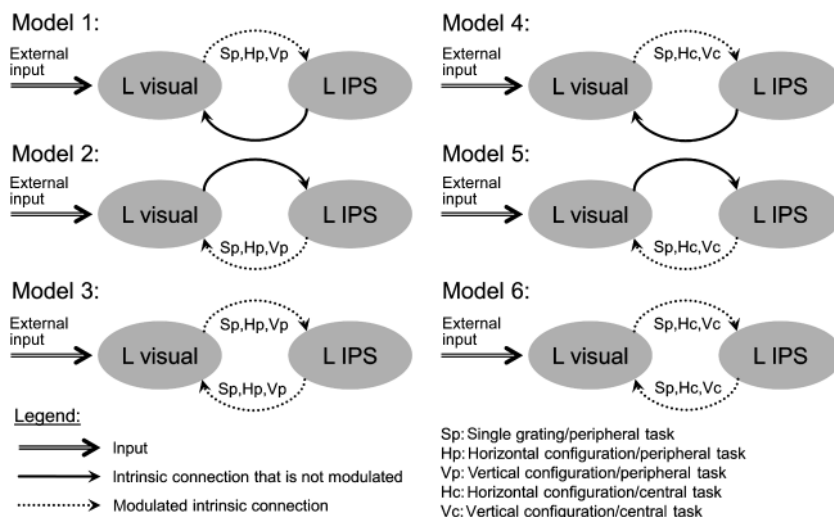 Model 1:
External
input
L visual
Sp,Hp,Vp
L IPS
Model 2:
External
input
L visual
Sp,Hp,Vp
L IPS
Model 3:
External
input
L visual
Sp,Hp,Vp
Sp,Hp,Vp
L IPS
Model 4:
External
input
L visual
Sp,Hc,Vc
L IPS
Model 5:
External
input
L visual
Sp,Hc,Vc
L IPS
Model 6:
External
input
L visual
Sp,Hc,Vc
Sp,Hc,Vc
L IPS
Legend:
Input
Intrinsic connection that is not modulated
Modulated intrinsic connection
Sp: Single grating/peripheral task
Hp: Horizontal configuration/peripheral task
Vp: Vertical configuration/peripheral task
Hc: Horizontal configuration/central task
Vc: Vertical configuration/central task